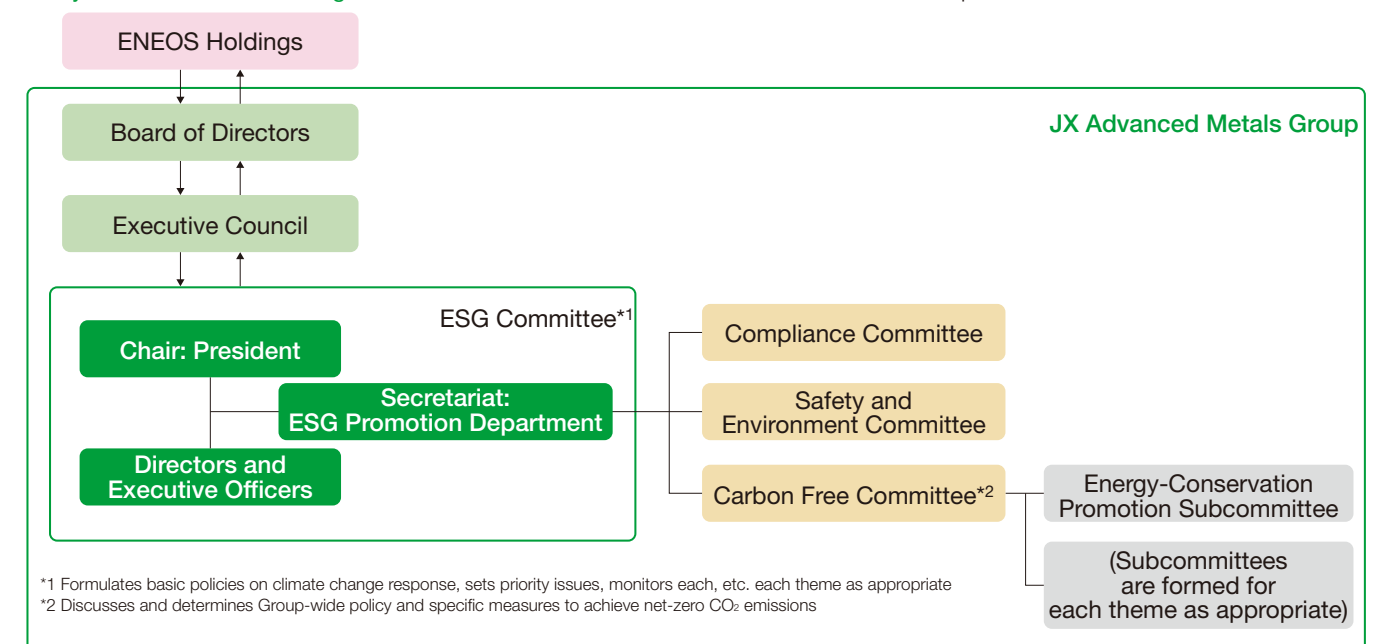 ENEOS Holdings
JX Advanced Metals Group
Board of Directors
Executive Council
ESG Committee*1
Chair: President
Secretariat:
ESG Promotion Department
Directors and
Executive Officers
Compliance Committee
Safety and
Environment Committee
Carbon Free Committee*2
Energy-Conservation
Promotion Subcommittee
(Subcommittees
are formed for
each theme as appropriate)
*1 Formulates basic policies on climate change response, sets priority issues, monitors each, etc. each theme as appropriate
*2 Discusses and determines Group-wide policy and specific measures to achieve net-zero CO₂ emissions